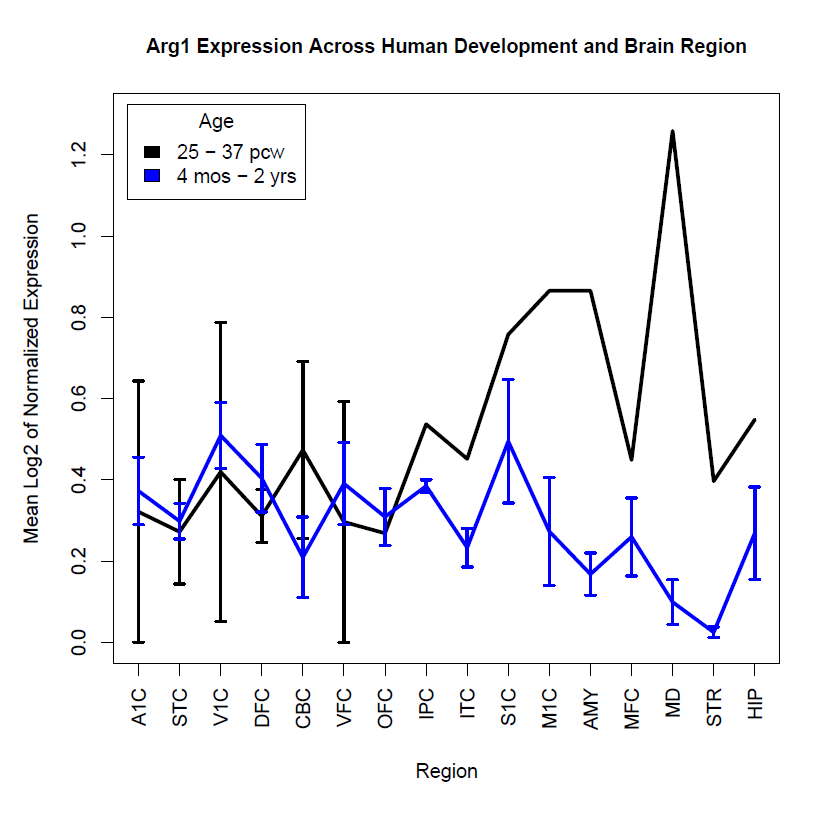 Arg1 Expression Across Human Development and Brain Region
Age
25 − 37 pcw
4 mos − 2 yrs
Mean Log2 of Normalized Expression
1.2
1.0
0.8
0.6
0.4
0.2
0.0
A1C
STC
V1C
DFC
CBC
VFC
OFC
IPC
ITC
S1C
M1C
AMY
MFC
MD
STR
HIP
Region